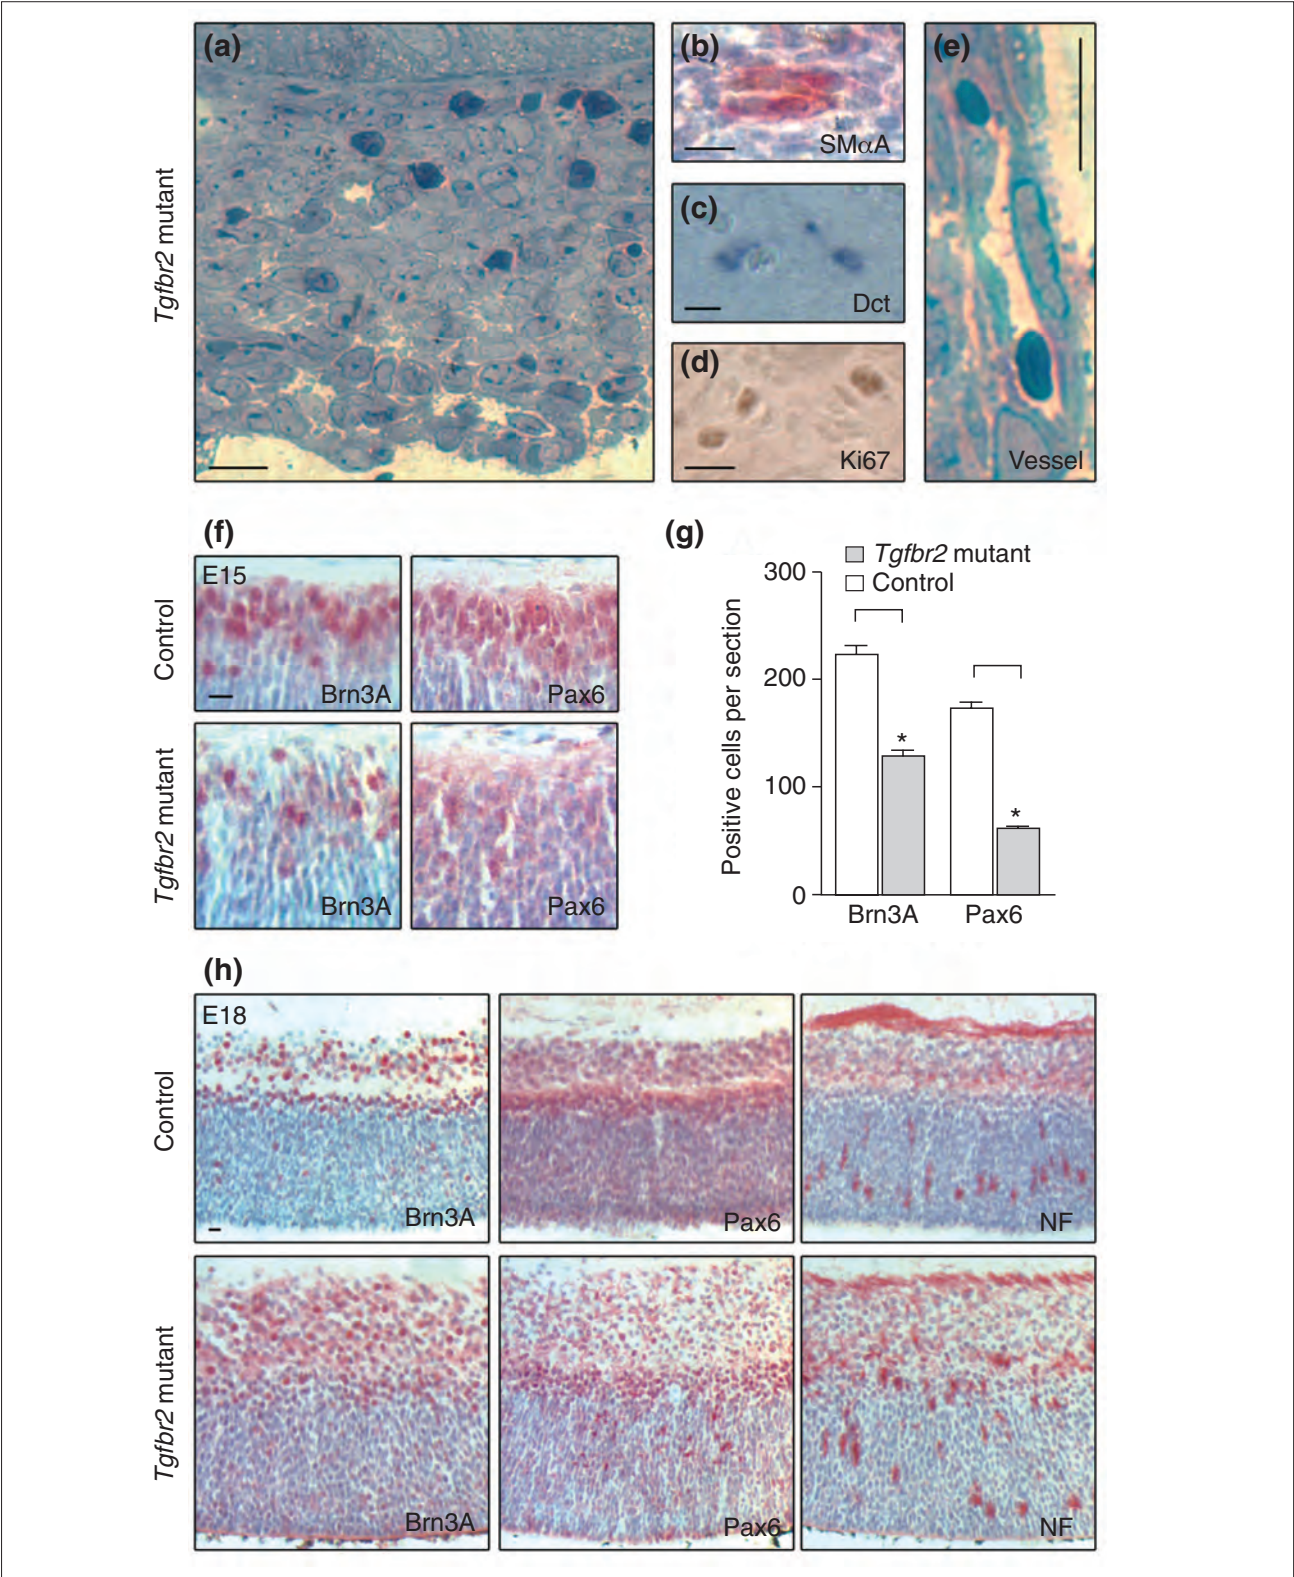 (a)
(b)
(e)
SMαA
(c)
Dct
(d)
Ki67
Vessel
Tgfbr2 mutant
(f)
(g)
E15
Control
Brn3A
Pax6
Tgfbr2 mutant
Brn3A
Pax6
Tgfbr2 mutant
Control
300
200
100
0
Positive cells per section
*
*
Brn3A
Pax6
(h)
E18
Control
Brn3A
Pax6
NF
Tgfbr2 mutant
Brn3A
Pax6
NF